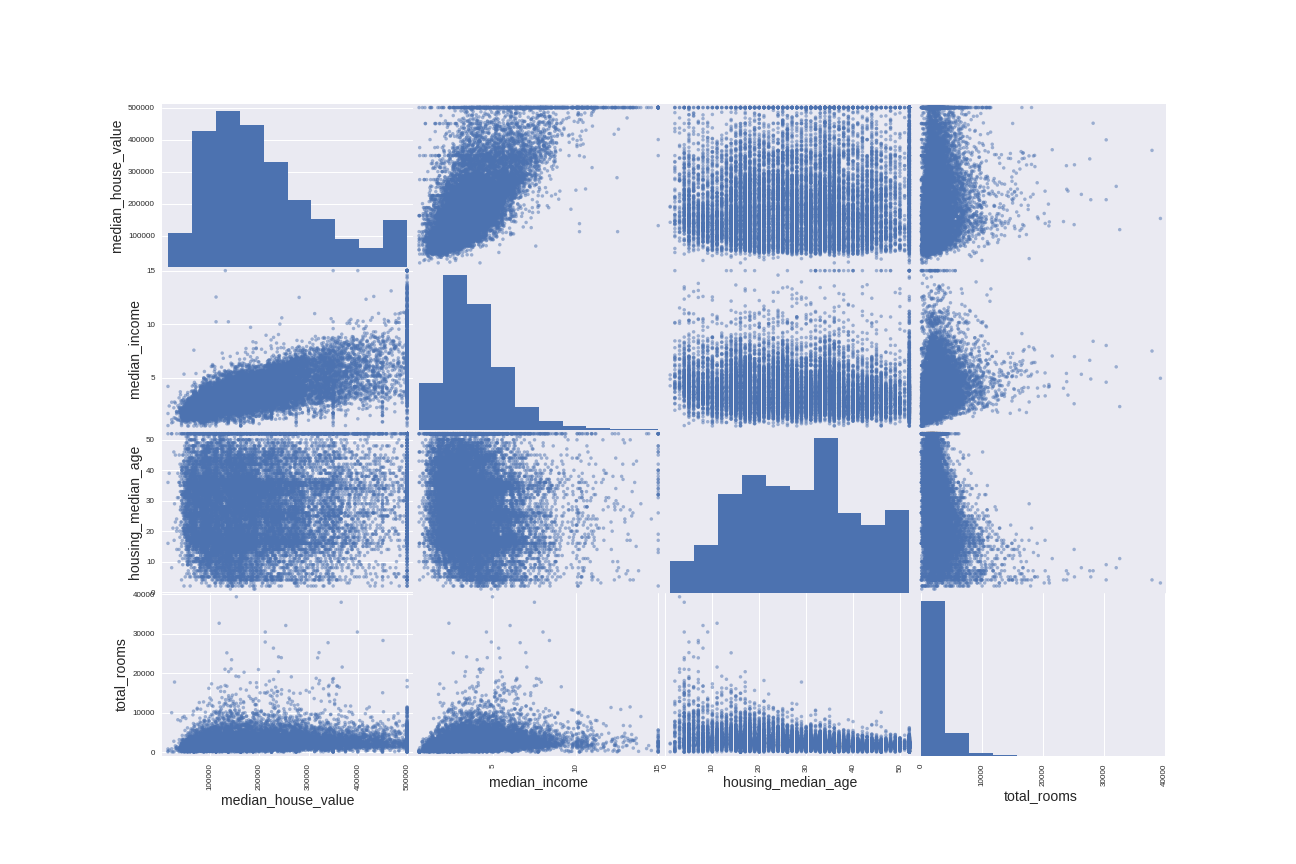 median_house_value
500000
400000
300000
200000
100000
median_income
15
10
5
housing_median_age
50
40
30
20
10
0
total_rooms
40000
30000
20000
10000
0
100000 200000 300000 400000 500000
5 10 15
0 10 20 30 40 50
0 10000 20000 30000 40000
median_house_value
median_income
housing_median_age
total_rooms